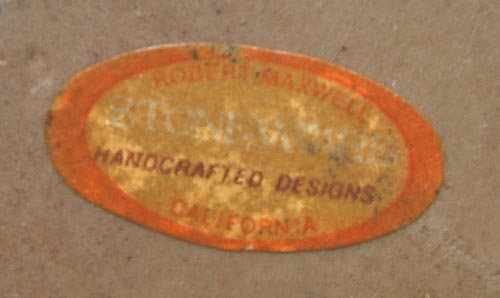 ROBERT MAXWELL
STONEWARE
HANDCRAFTED DESIGNS
CALIFORNIA